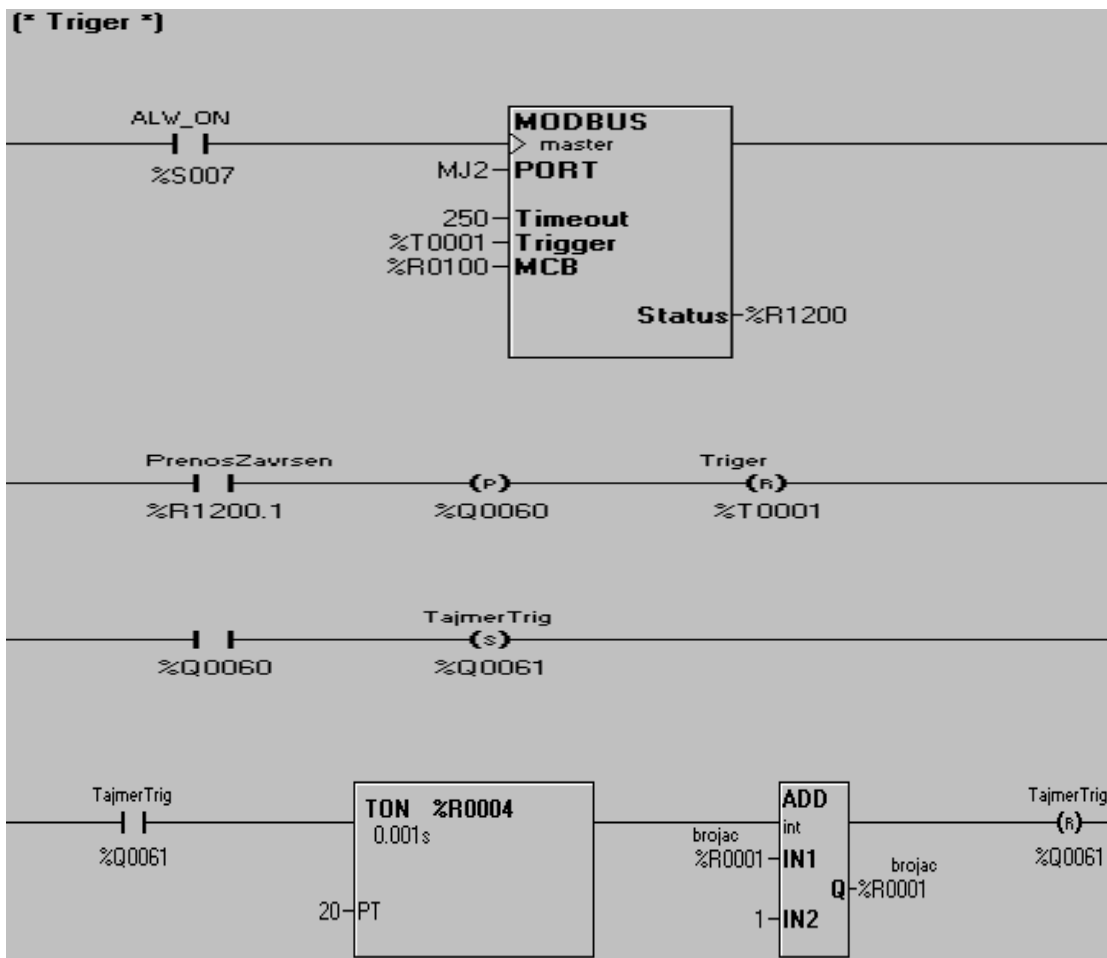 (* Triger *)
ALW_ON
%S007
MODBUS
master
MJ2 PORT
250 Timeout
%T0001 Trigger
%R0100 MCB
Status %R1200
PrenosZavrsen
%R1200.1
(P)
%Q0060
Triger
(R)
%T0001
%Q0060
TajmerTrig
(S)
%Q0061
TajmerTrig
%Q0061
TON %R0004
0.001s
20 PT
ADD
int
brojac
%R0001 IN1
brojac
Q %R0001
1 IN2
TajmerTrig
(R)
%Q0061